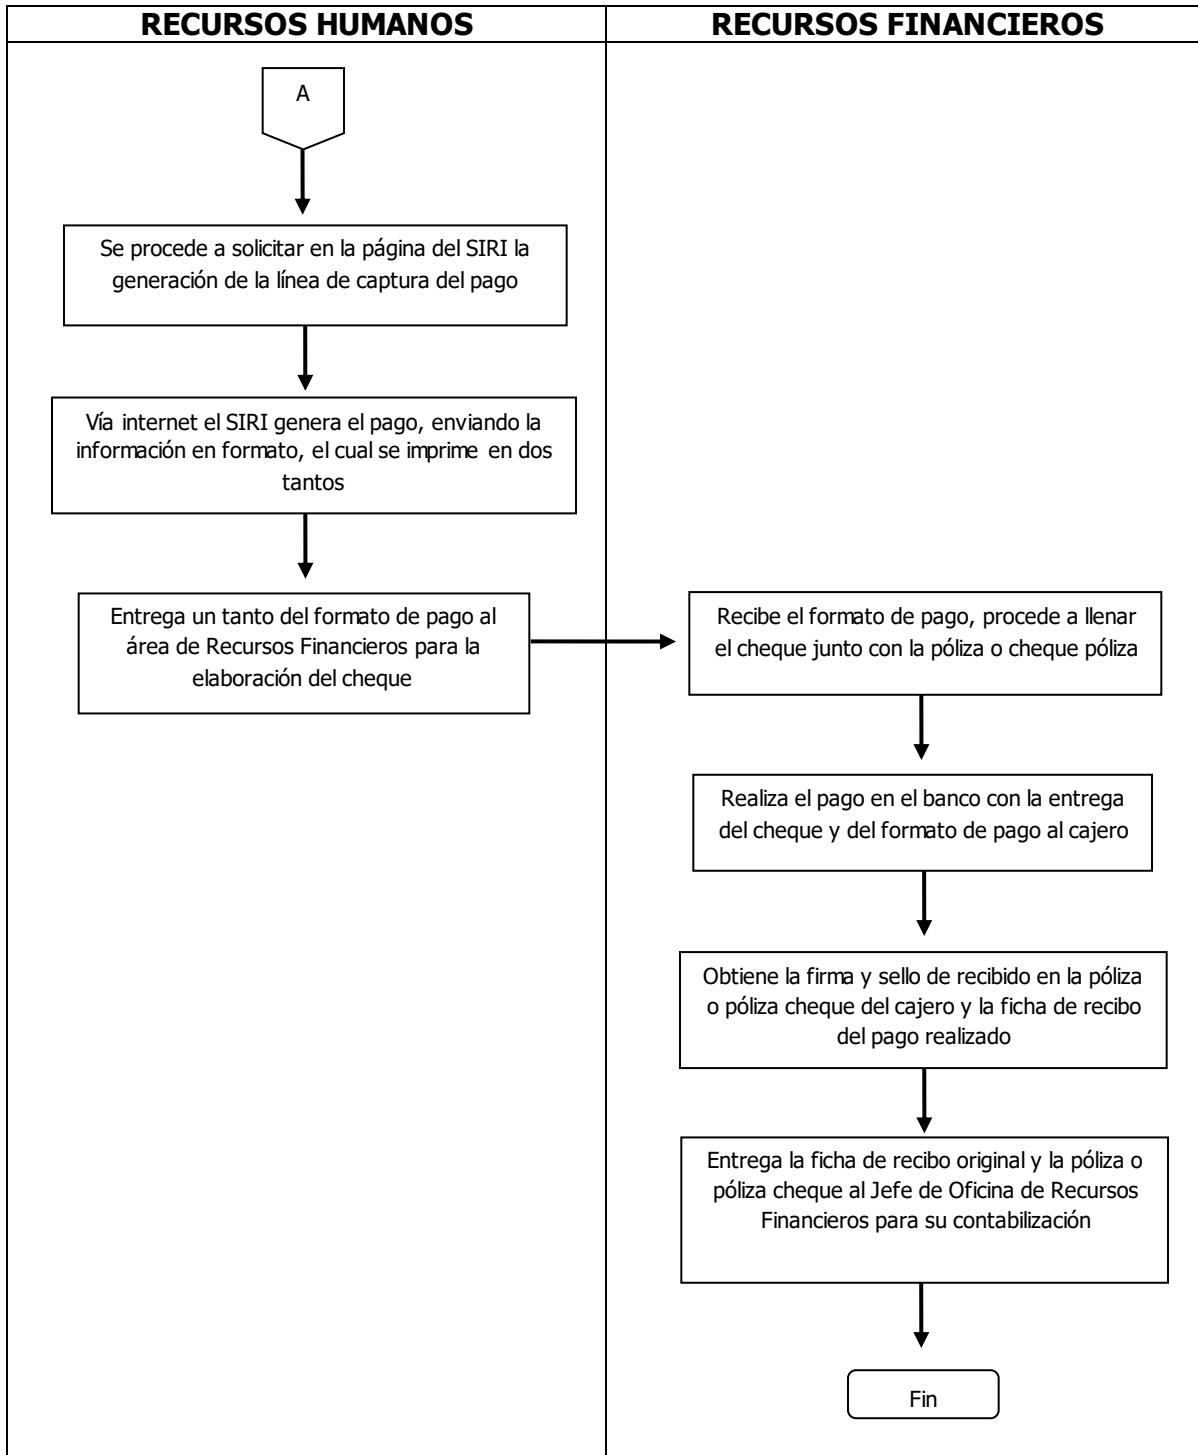 RECURSOS HUMANOS
RECURSOS FINANCIEROS
A
Se procede a solicitar en la página del SIRI la
generación de la línea de captura del pago
Vía internet el SIRI genera el pago, enviando la
información en formato, el cual se imprime en dos
tantos
Entrega un tanto del formato de pago al
área de Recursos Financieros para la
elaboración del cheque
Recibe el formato de pago, procede a llenar
el cheque junto con la póliza o cheque póliza
Realiza el pago en el banco con la entrega
del cheque y del formato de pago al cajero
Obtiene la firma y sello de recibido en la póliza
o póliza cheque del cajero y la ficha de recibo
del pago realizado
Entrega la ficha de recibo original y la póliza o
póliza cheque al Jefe de Oficina de Recursos
Financieros para su contabilización
Fin